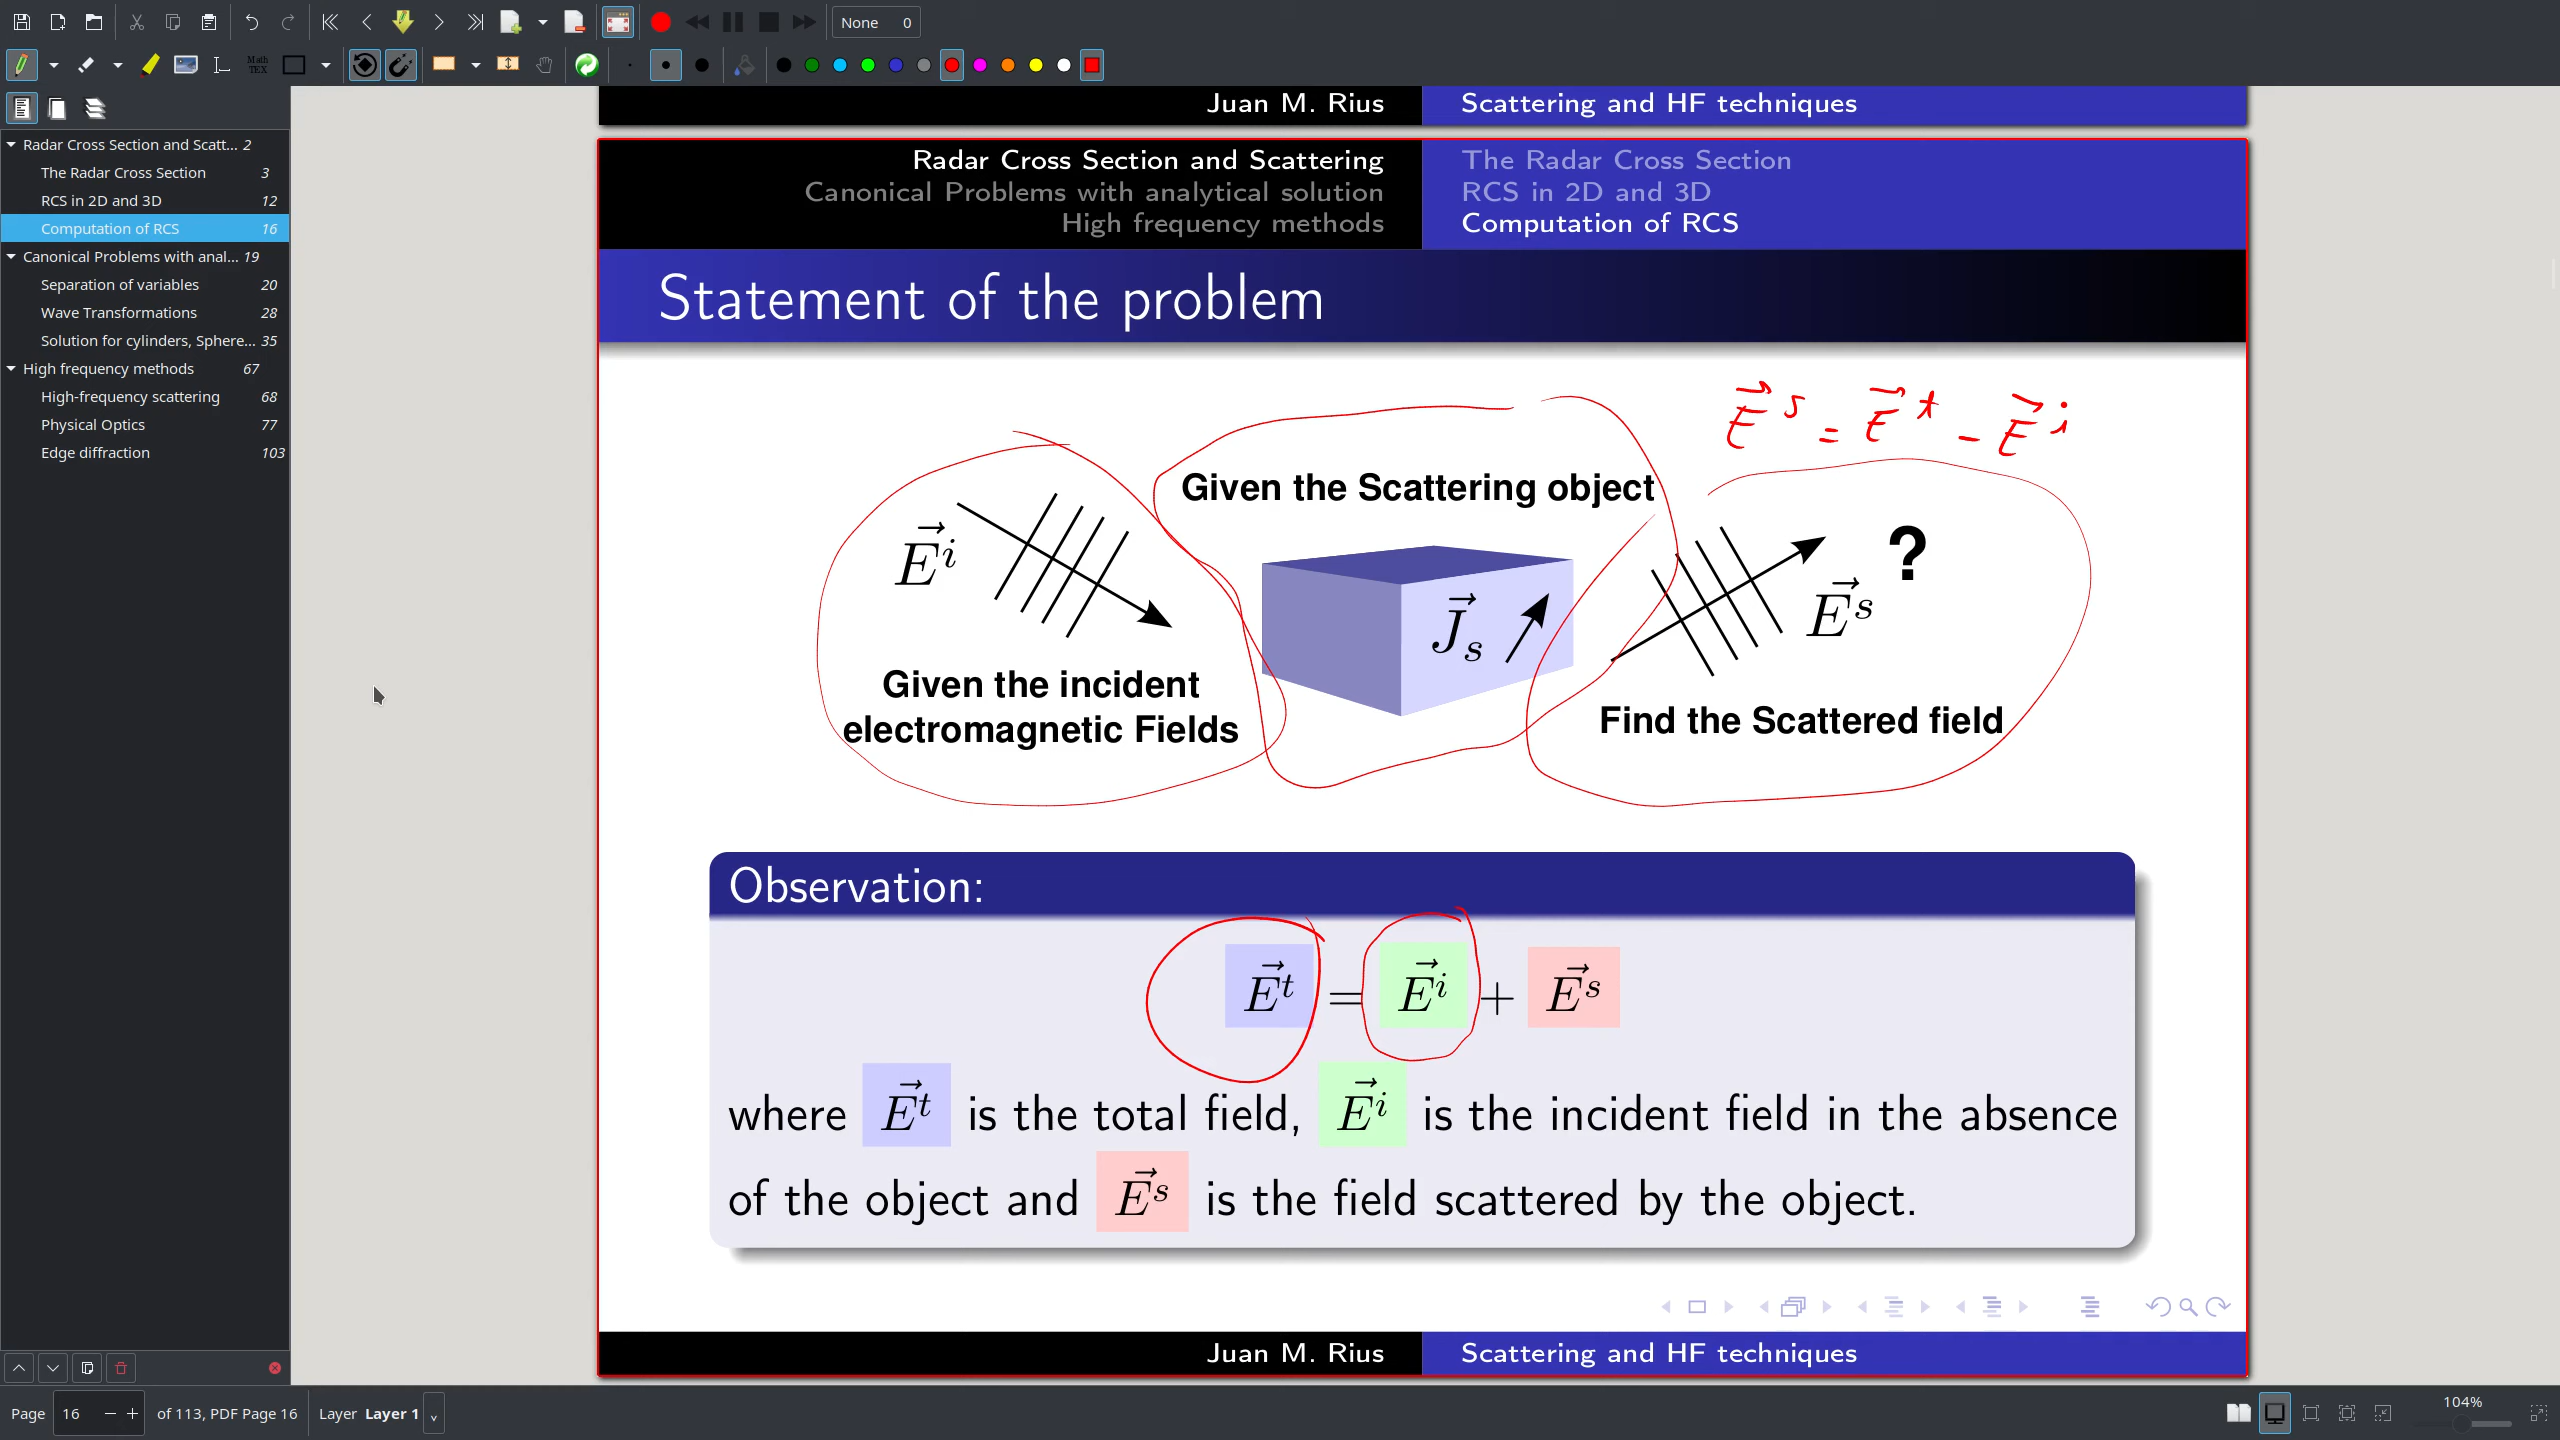 None 0
Math
TEX
Radar Cross Section and Scatt... 2
The Radar Cross Section 3
RCS in 2D and 3D 12
Computation of RCS 16
Canonical Problems with anal... 19
Separation of variables 20
Wave Transformations 28
Solution for cylinders, Sphere... 35
High frequency methods 67
High-frequency scattering 68
Physical Optics 77
Edge diffraction 103
Juan M. Rius Scattering and HF techniques
Radar Cross Section and Scattering The Radar Cross Section
Canonical Problems with analytical solution RCS in 2D and 3D
High frequency methods Computation of RCS
Statement of the problem
E⃗ˢ = E⃗ᵗ - E⃗ⁱ
Given the Scattering object
E⃗ⁱ
J⃗ₛ
?
E⃗ˢ
Given the incident
electromagnetic Fields
Find the Scattered field
Observation:
E⃗ᵗ = E⃗ⁱ + E⃗ˢ
where E⃗ᵗ is the total field, E⃗ⁱ is the incident field in the absence
of the object and E⃗ˢ is the field scattered by the object.
Juan M. Rius Scattering and HF techniques
Page 16 of 113, PDF Page 16 Layer Layer 1
104%